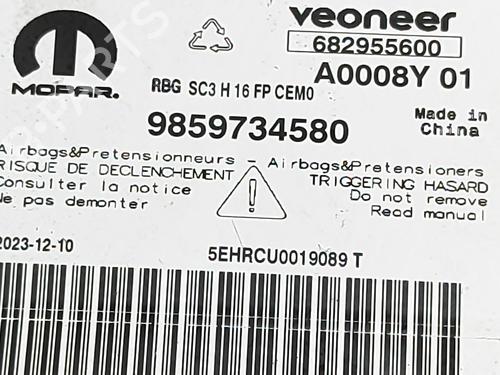 veoneer
682955600
A0008Y 01
MOPAR.
RBG SC3 H 16 FP CEM0
9859734580
Made in
China
Airbags&Pretensionneurs - Airbags&Pretensioners
RISQUE DE DECLENCHEMENT
TRIGGERING HASARD
Consulter la notice
Do not remove
Ne pas demonter
Read manual
2023-12-10
5EHRCU0019089 T